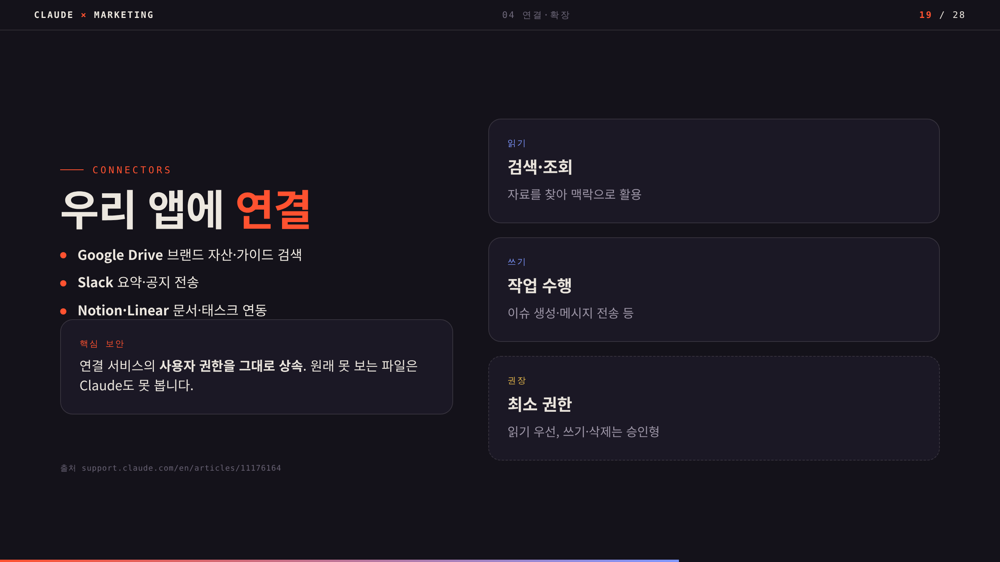 CLAUDE × MARKETING
04 연결·확장
19 / 28
CONNECTORS
우리 앱에 연결
Google Drive 브랜드 자산·가이드 검색
Slack 요약·공지 전송
Notion·Linear 문서·태스크 연동
핵심 보안
연결 서비스의 사용자 권한을 그대로 상속. 원래 못 보는 파일은
Claude도 못 봅니다.
출처 support.claude.com/en/articles/11176164
읽기
검색·조회
자료를 찾아 맥락으로 활용
쓰기
작업 수행
이슈 생성·메시지 전송 등
권장
최소 권한
읽기 우선, 쓰기·삭제는 승인형